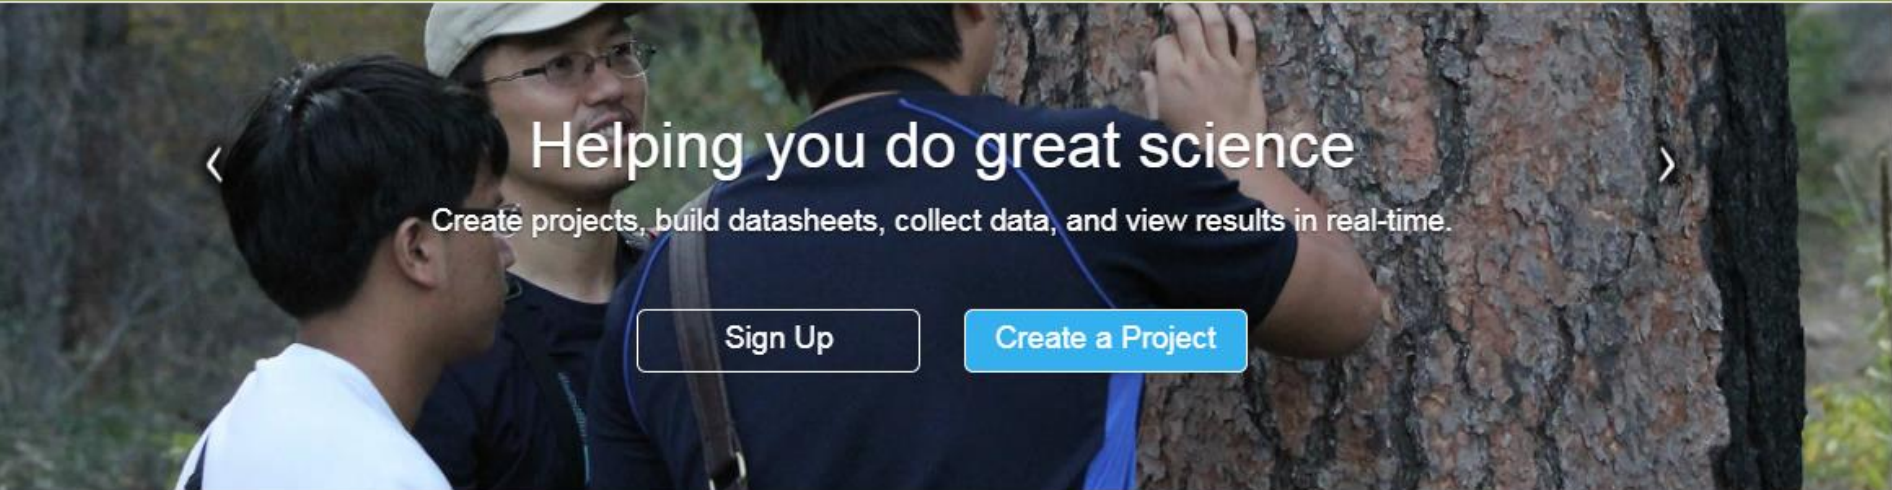 Helping you do great science
Create projects, build datasheets, collect data, and view results in real-time.
Sign Up
Create a Project